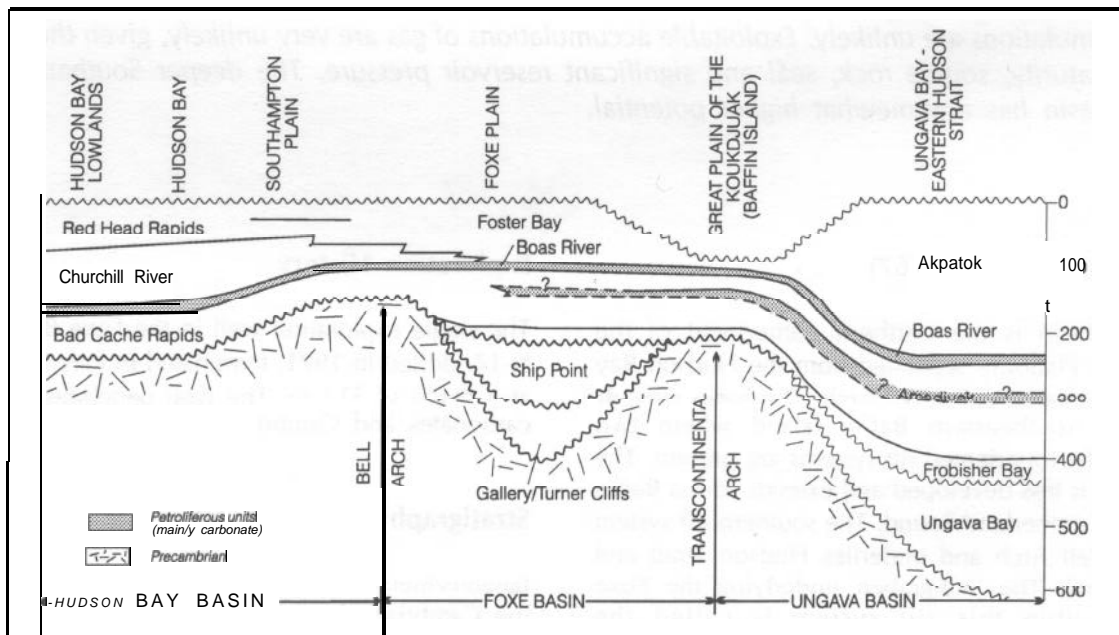 HUDSON BAY
LOWLANDS
HUDSON BAY
SOUTHAMPTON
PLAIN
FOXE PLAIN
GREAT PLAIN OF THE
KOUKDJUAK
(BAFFIN ISLAND)
UNGAVA BAY
EASTERN HUDSON
STRAIT
0
Red Head Rapids
Foster Bay
Boas River
Churchill River
Akpatok
100
?
t
Bad Cache Rapids
200
Boas River
Ship Point
?
?
BELL
ARCH
TRANSCONTINENTA
ARCH
400
Frobisher Bay
Gallery/Turner Cliffs
Ungava Bay
500
Petroliferous units
(main/y carbonate)
Precambrian
600
-HUDSON BAY BASIN
FOXE BASIN
UNGAVA BASIN